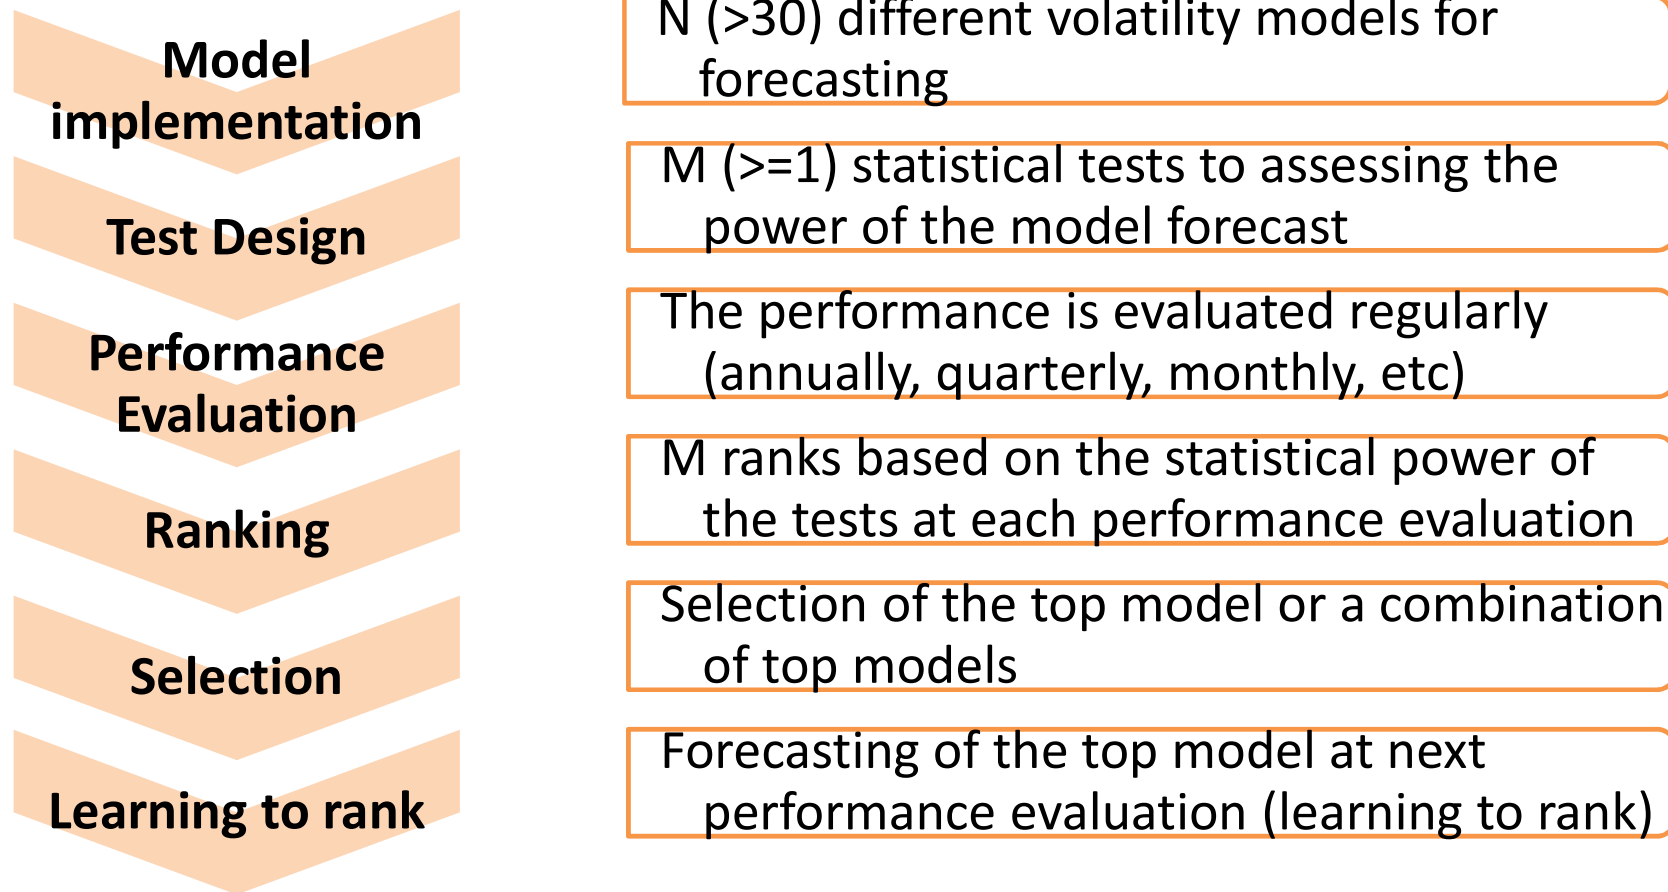 Model
implementation
N (>30) different volatility models for
forecasting
Test Design
M (>=1) statistical tests to assessing the
power of the model forecast
Performance
Evaluation
The performance is evaluated regularly
(annually, quarterly, monthly, etc)
Ranking
M ranks based on the statistical power of
the tests at each performance evaluation
Selection
Selection of the top model or a combination
of top models
Learning to rank
Forecasting of the top model at next
performance evaluation (learning to rank)